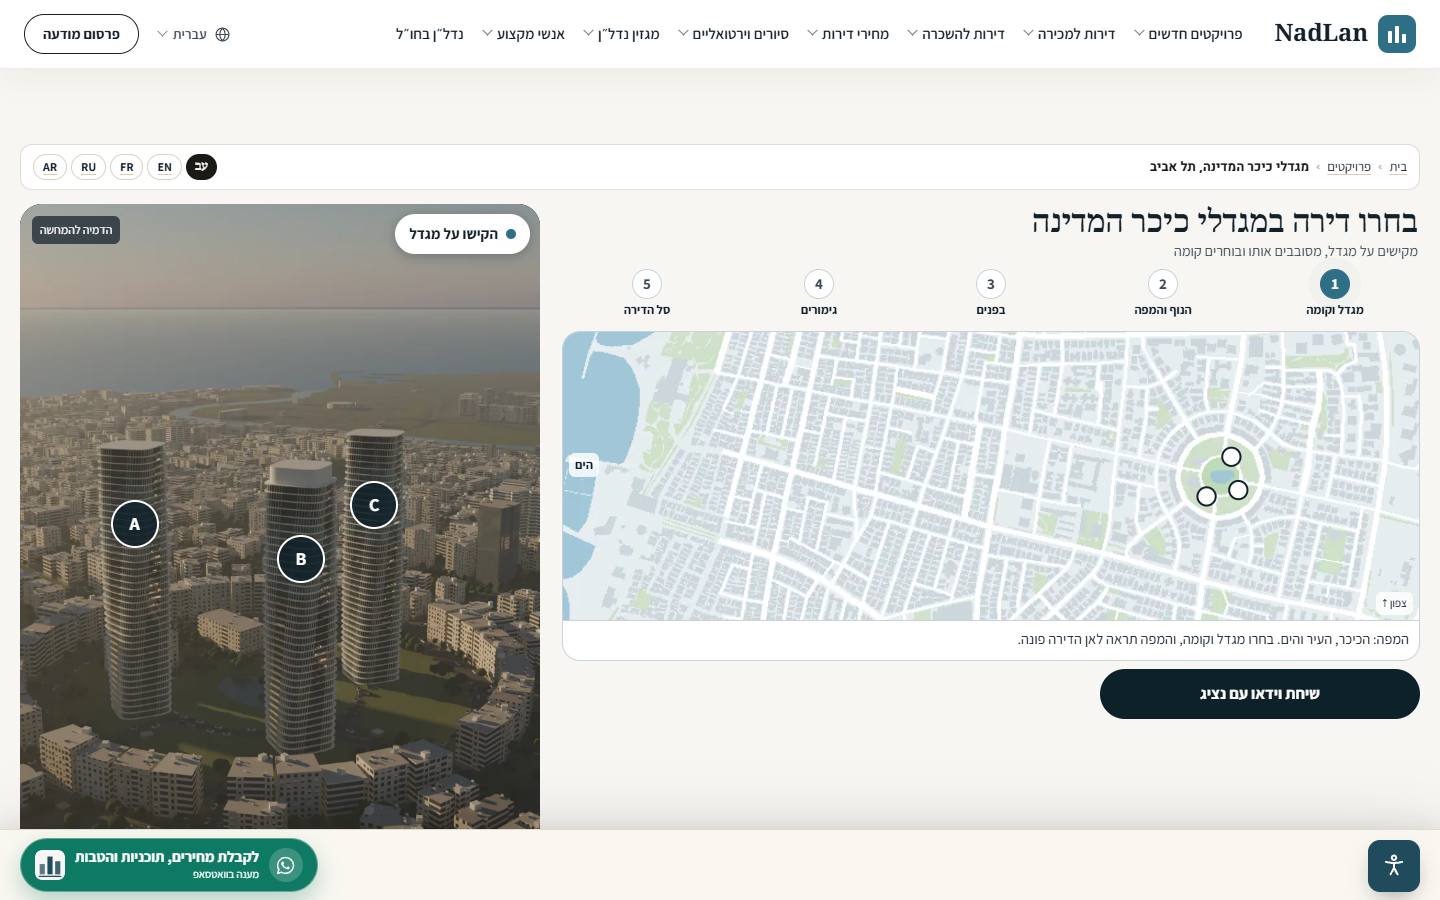 NadLan
פרויקטים חדשים
דירות למכירה
דירות להשכרה
מחירי דירות
סיורים וירטואליים
מגזין נדל״ן
אנשי מקצוע
נדל״ן בחו״ל
עברית
פרסום מודעה
בית › פרויקטים › מגדלי כיכר המדינה, תל אביב
עב
EN
FR
RU
AR
בחרו דירה במגדלי כיכר המדינה
מקישים על מגדל, מסובבים אותו ובוחרים קומה
1
מגדל וקומה
2
הנוף והמפה
3
בפנים
4
גימורים
5
סל הדירה
הים
צפון ↑
המפה: הכיכר, העיר והים. בחרו מגדל וקומה, והמפה תראה לאן הדירה פונה.
שיחת וידאו עם נציג
הקישו על מגדל
הדמיה להמחשה
A
B
C
לקבלת מחירים, תוכניות והטבות
מענה בוואטסאפ